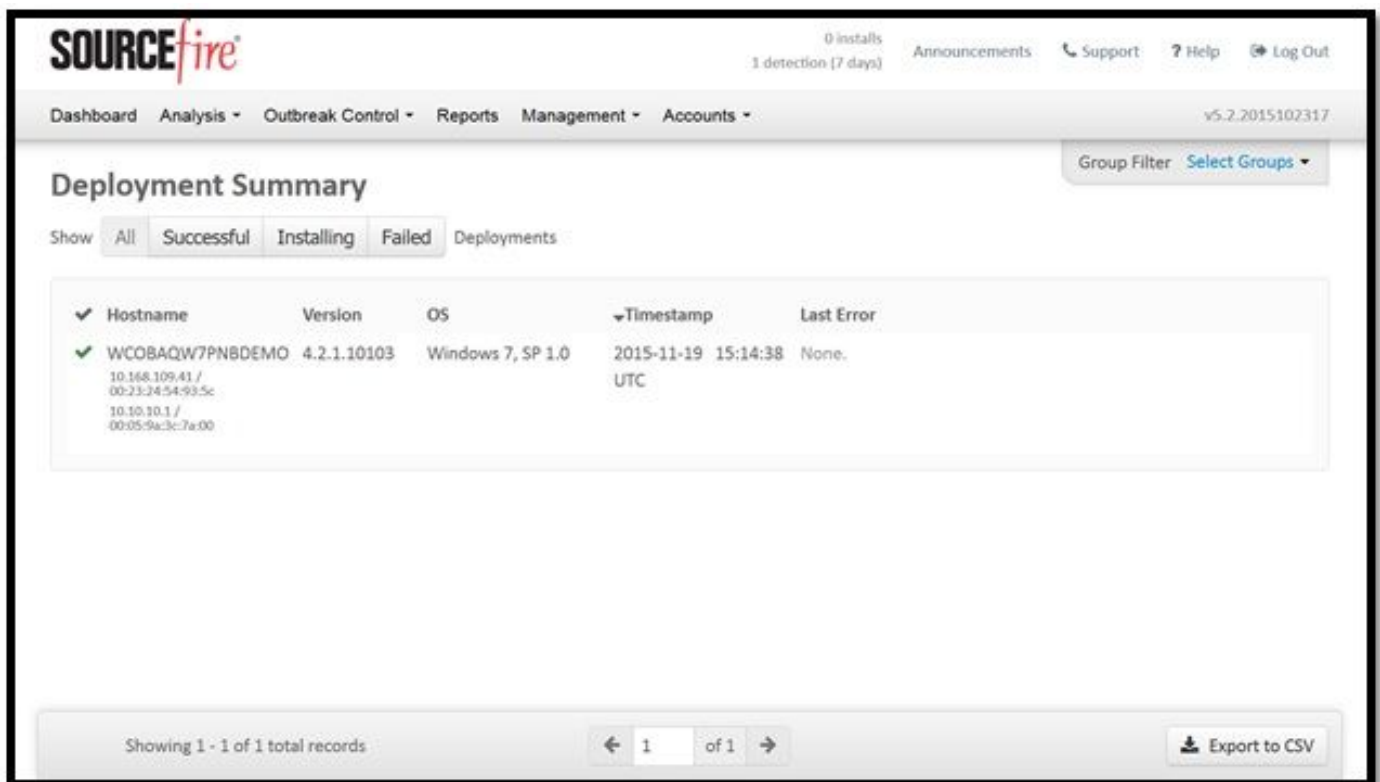 SOURCEfire®
0 installs
1 detection (7 days)
Announcements
Support
? Help
Log Out
Dashboard Analysis Outbreak Control Reports Management Accounts
v5.2.2015102317
Group Filter Select Groups
Deployment Summary
Show All Successful Installing Failed Deployments
Hostname Version OS Timestamp Last Error
WCOBAQW7PNBDEMO 4.2.1.10103 Windows 7, SP 1.0 2015-11-19 15:14:38 None.
UTC
10.168.109.41 /
00:23:24:54:93:5c
10.10.10.1 /
00:05:9a:3c:7a:00
Showing 1 - 1 of 1 total records
1 of 1
Export to CSV